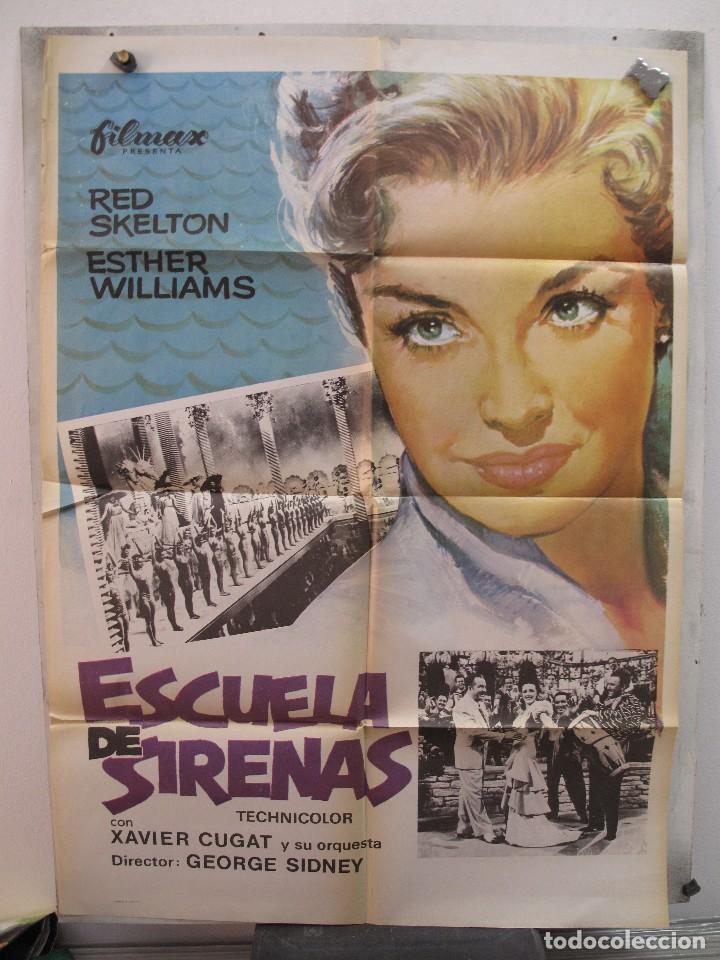 filmax
PRESENTA
RED
SKELTON
ESTHER
WILLIAMS
ESCUELA
DE
SIRENAS
TECHNICOLOR
con
XAVIER CUGAT y su orquesta
Director: GEORGE SIDNEY
todocoleccion